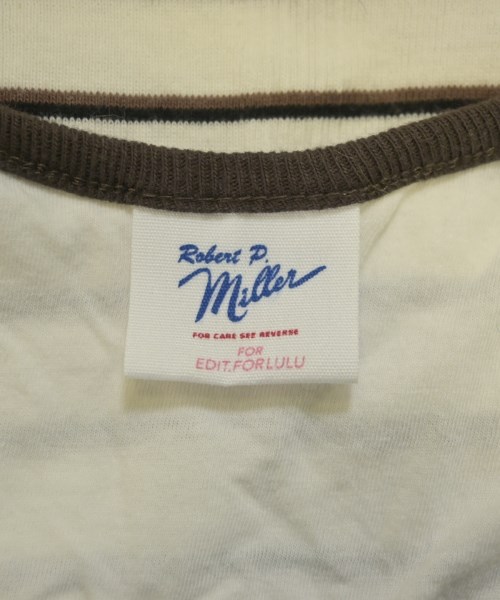 Robert P.
Miller
FOR CARE SEE REVERSE
FOR
EDIT.FORLULU